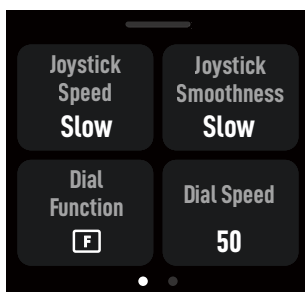 Joystick
Speed
Slow
Joystick
Smoothness
Slow
Dial
Function
F
Dial Speed
50